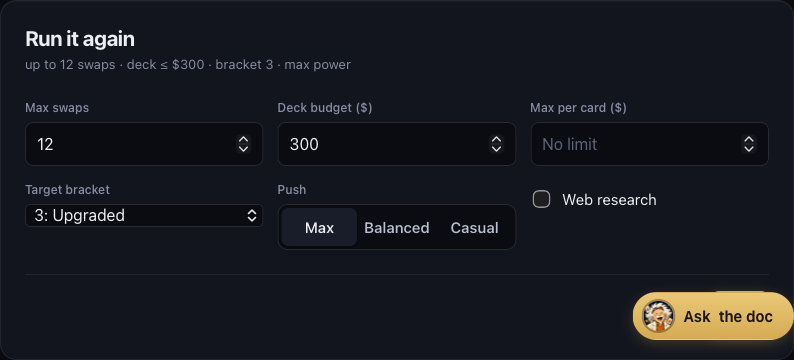 Run it again
up to 12 swaps · deck ≤ $300 · bracket 3 · max power
Max swaps
Deck budget ($)
Max per card ($)
12
300
No limit
Target bracket
Push
3: Upgraded
Max
Balanced
Casual
Web research
Ask the doc